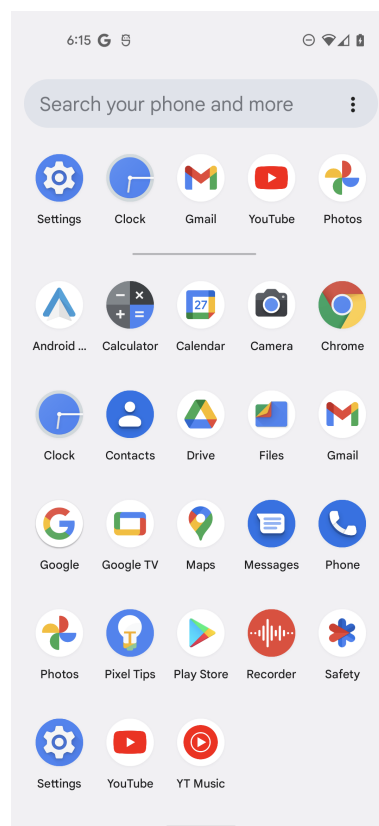 6:15
Search your phone and more
Settings Clock Gmail YouTube Photos
27
Android ... Calculator Calendar Camera Chrome
Clock Contacts Drive Files Gmail
Google Google TV Maps Messages Phone
Photos Pixel Tips Play Store Recorder Safety
Settings YouTube YT Music